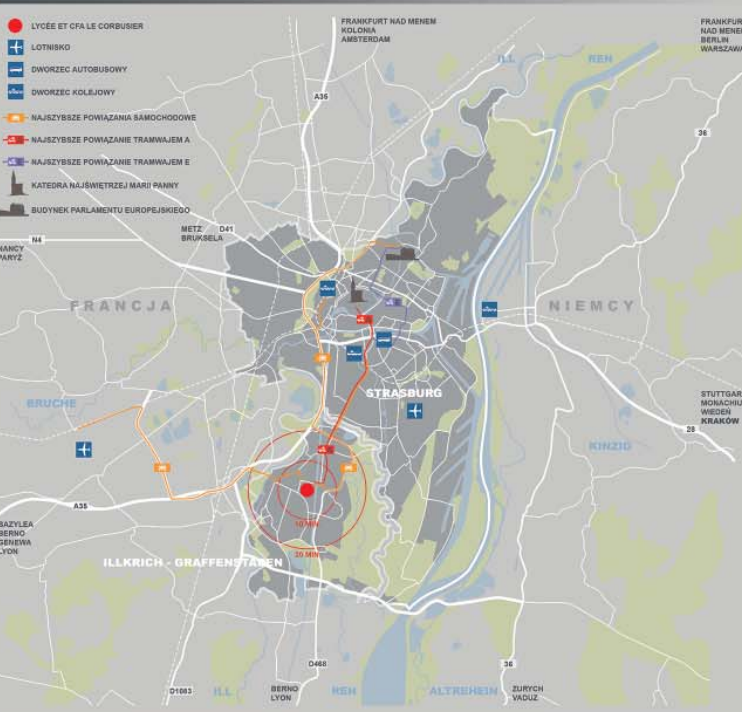 LYCÉE ET CFA LE CORBUSIER
LOTNISKO
DWORZEC AUTOBUSOWY
DWORZEC KOLEJOWY
NAJSZYBSZE POWIĄZANIA SAMOCHODOWE
NAJSZYBSZE POWIĄZANIE TRAMWAJEM A
NAJSZYBSZE POWIĄZANIE TRAMWAJEM E
KATEDRA NAJŚWIĘTRZEJ MARII PANNY
BUDYNEK PARLAMENTU EUROPEJSKIEGO
FRANKFURT NAD MENEM
KOLONIA
AMSTERDAM
FRANKFUR
NAD MENEM
BERLIN
WARSZAWA
ILL
REN
A35
36
METZ
BRUKSELA
D41
N4
NANCY
PARYŻ
FRANCJA
NIEMCY
STRASBURG
BRUCHE
STUTTGAR
MONACHIU
WIEDEŃ
KRAKÓW
28
KINZIG
A35
BAZYLEA
BERNO
GENEWA
LYON
10 MIN
20 MIN
ILLKRICH - GRAFFENSTADEN
D1083
ILL
BERNO
LYON
D468
REN
ALTREHEIN
36
ZURYCH
VADUZ